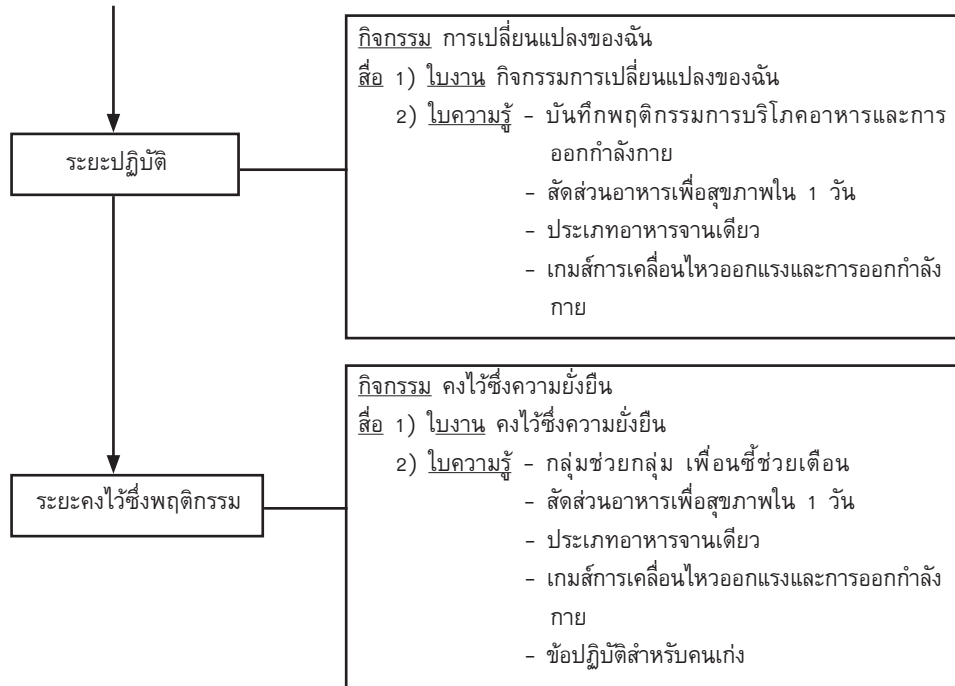 กิจกรรม การเปลี่ยนแปลงของฉัน
สื่อ 1) ใบงาน กิจกรรมการเปลี่ยนแปลงของฉัน
2) ใบความรู้ - บันทึกพฤติกรรมการบริโภคอาหารและการ
ออกกำลังกาย
- สัดส่วนอาหารเพื่อสุขภาพใน 1 วัน
- ประเภทอาหารจานเดียว
- เกมส์การเคลื่อนไหวออกแรงและการออกกำลัง
กาย
ระยะปฏิบัติ
กิจกรรม คงไว้ซึ่งความยั่งยืน
สื่อ 1) ใบงาน คงไว้ซึ่งความยั่งยืน
2) ใบความรู้ - กลุ่มช่วยกลุ่ม เพื่อนซี้ช่วยเตือน
- สัดส่วนอาหารเพื่อสุขภาพใน 1 วัน
- ประเภทอาหารจานเดียว
- เกมส์การเคลื่อนไหวออกแรงและการออกกำลัง
กาย
- ข้อปฏิบัติสำหรับคนเก่ง
ระยะคงไว้ซึ่งพฤติกรรม